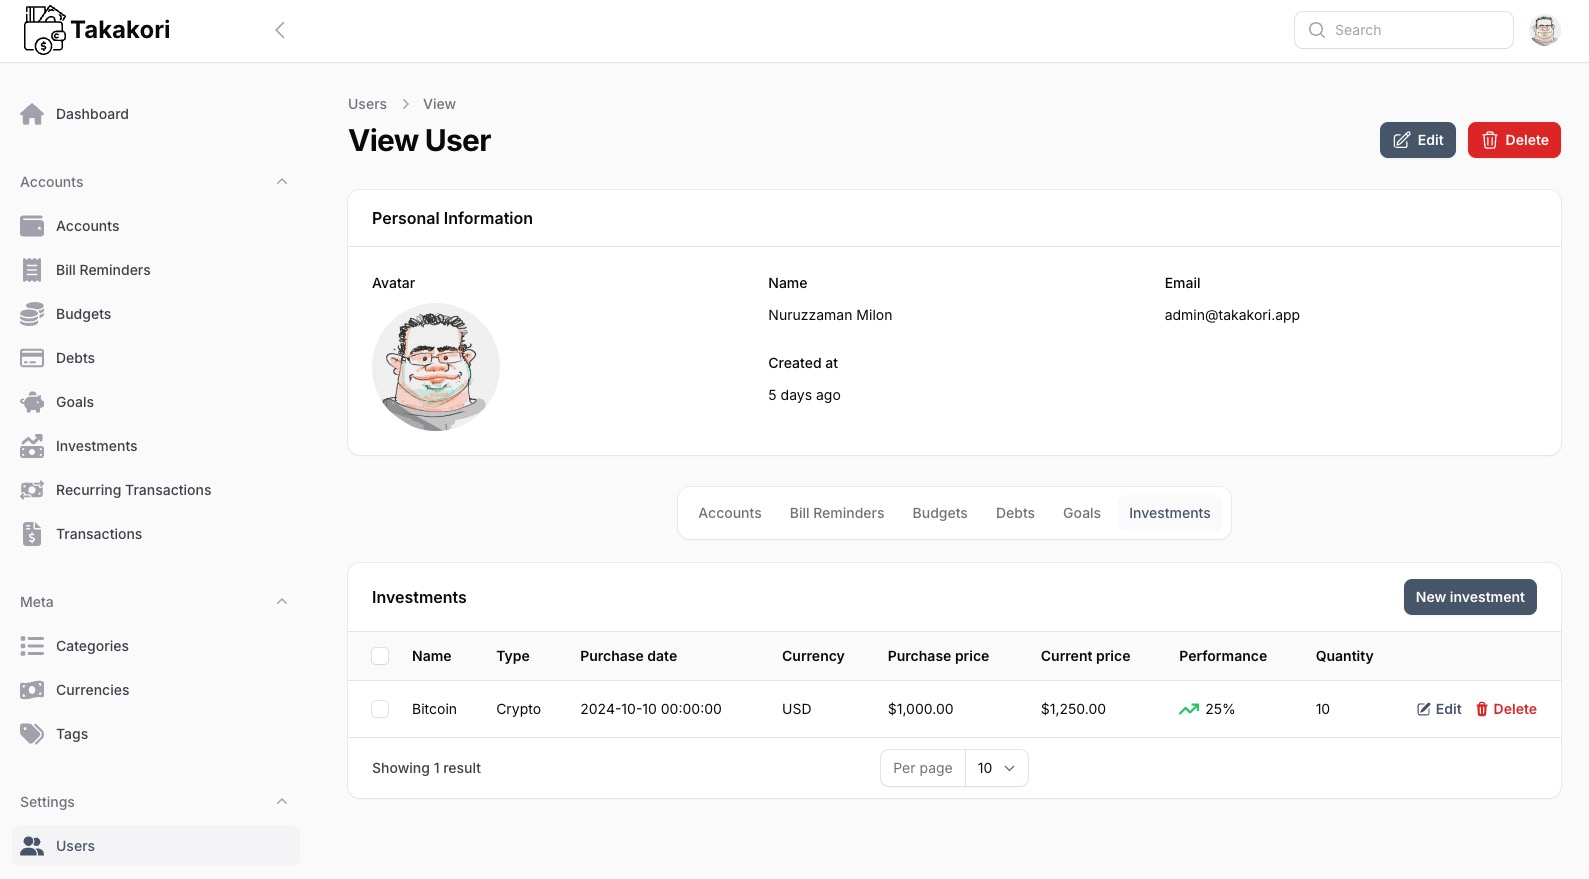 Takakori
Search
Dashboard
Accounts
Accounts
Bill Reminders
Budgets
Debts
Goals
Investments
Recurring Transactions
Transactions
Meta
Categories
Currencies
Tags
Settings
Users
Users View
View User
Edit Delete
Personal Information
Avatar Name Email
Nuruzzaman Milon admin@takakori.app
Created at
5 days ago
Accounts Bill Reminders Budgets Debts Goals Investments
Investments New investment
Name Type Purchase date Currency Purchase price Current price Performance Quantity
Bitcoin Crypto 2024-10-10 00:00:00 USD $1,000.00 $1,250.00 25% 10 Edit Delete
Showing 1 result Per page 10